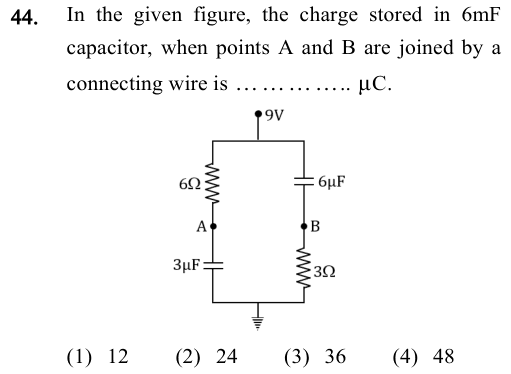 44. In the given figure, the charge stored in 6mF
capacitor, when points A and B are joined by a
connecting wire is ................. μC.
9V
6Ω
6μF
A
B
3μF
3Ω
(1) 12 (2) 24 (3) 36 (4) 48